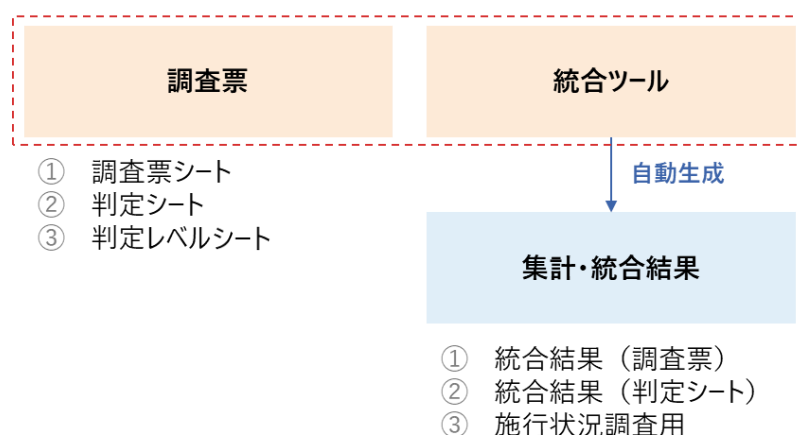 調査票
統合ツール
① 調査票シート
② 判定シート
③ 判定レベルシート
自動生成
集計・統合結果
① 統合結果（調査票）
② 統合結果（判定シート）
③ 施行状況調査用